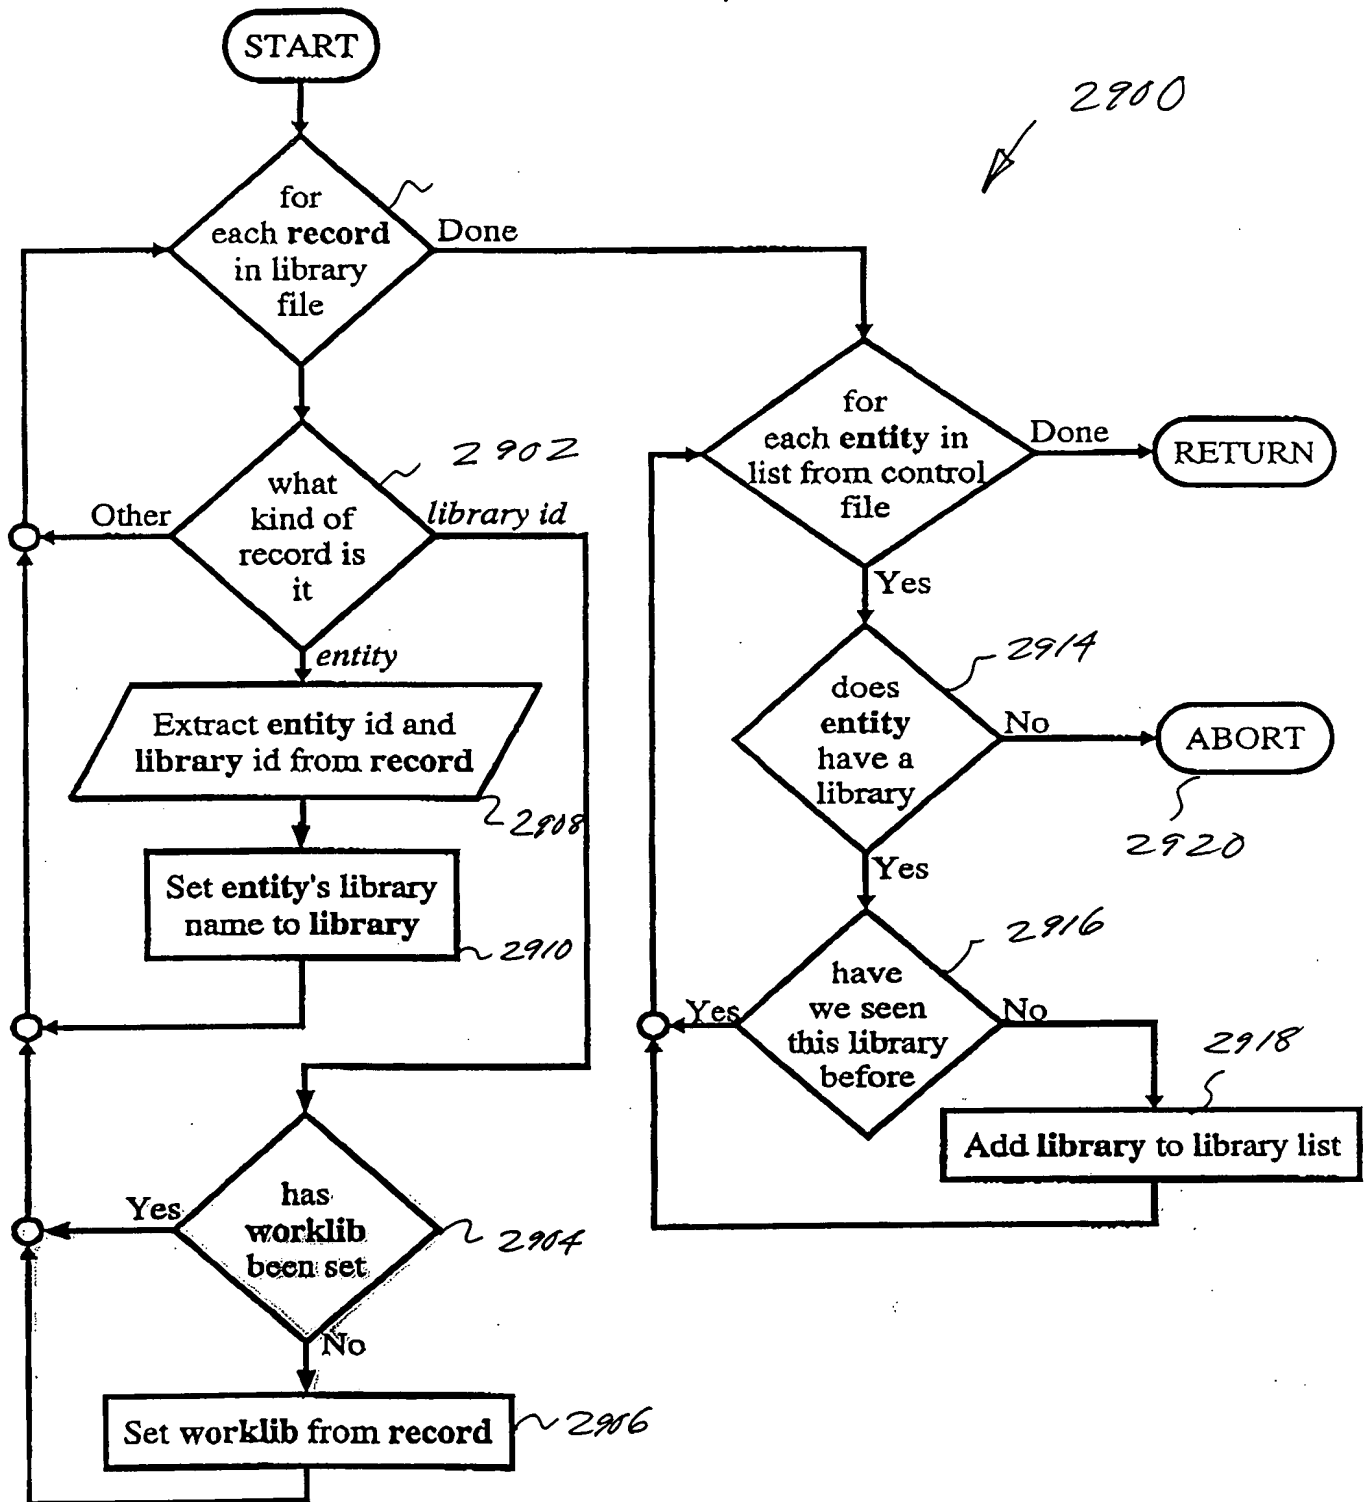 START
2900
for
each record
in library
file
Done
for
each entity in
list from control
file
Done
RETURN
2902
what
kind of
record is
it
Other
library id
Yes
entity
2914
does
entity
have a
library
No
ABORT
2920
Extract entity id and
library id from record
2908
Yes
Set entity's library
name to library
2910
2916
have
we seen
this library
before
Yes
No
2918
Add library to library list
has
worklib
been set
Yes
2904
No
Set worklib from record
2906